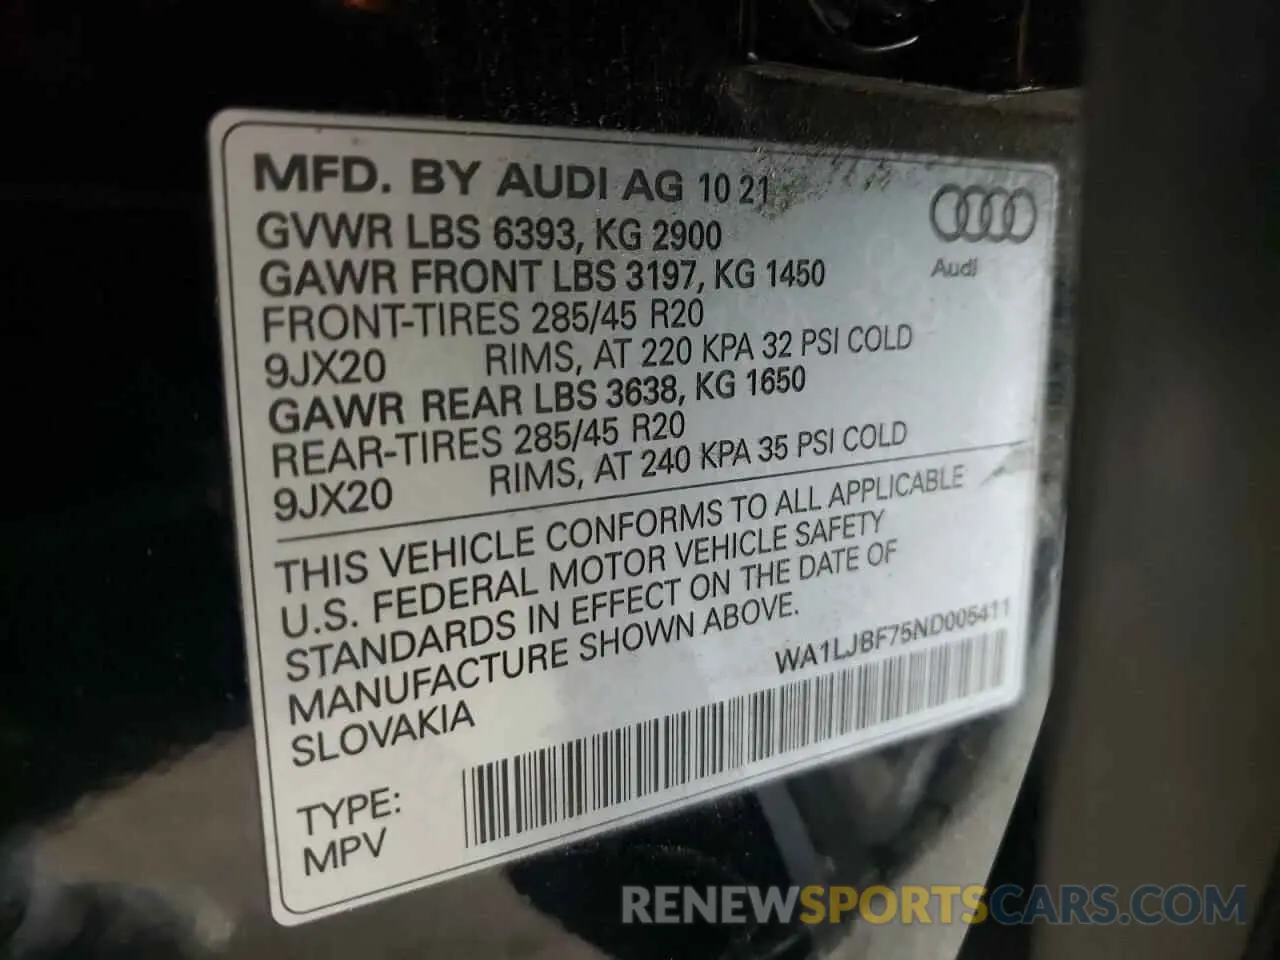 MFD. BY AUDI AG 10 21
GVWR LBS 6393, KG 2900
GAWR FRONT LBS 3197, KG 1450
FRONT-TIRES 285/45 R20
9JX20 RIMS, AT 220 KPA 32 PSI COLD
GAWR REAR LBS 3638, KG 1650
REAR-TIRES 285/45 R20
9JX20 RIMS, AT 240 KPA 35 PSI COLD
Audi
THIS VEHICLE CONFORMS TO ALL APPLICABLE
U.S. FEDERAL MOTOR VEHICLE SAFETY
STANDARDS IN EFFECT ON THE DATE OF
MANUFACTURE SHOWN ABOVE.
SLOVAKIA
WA1LJBF75ND005411
TYPE:
MPV
RENEWSPORTSCARS.COM